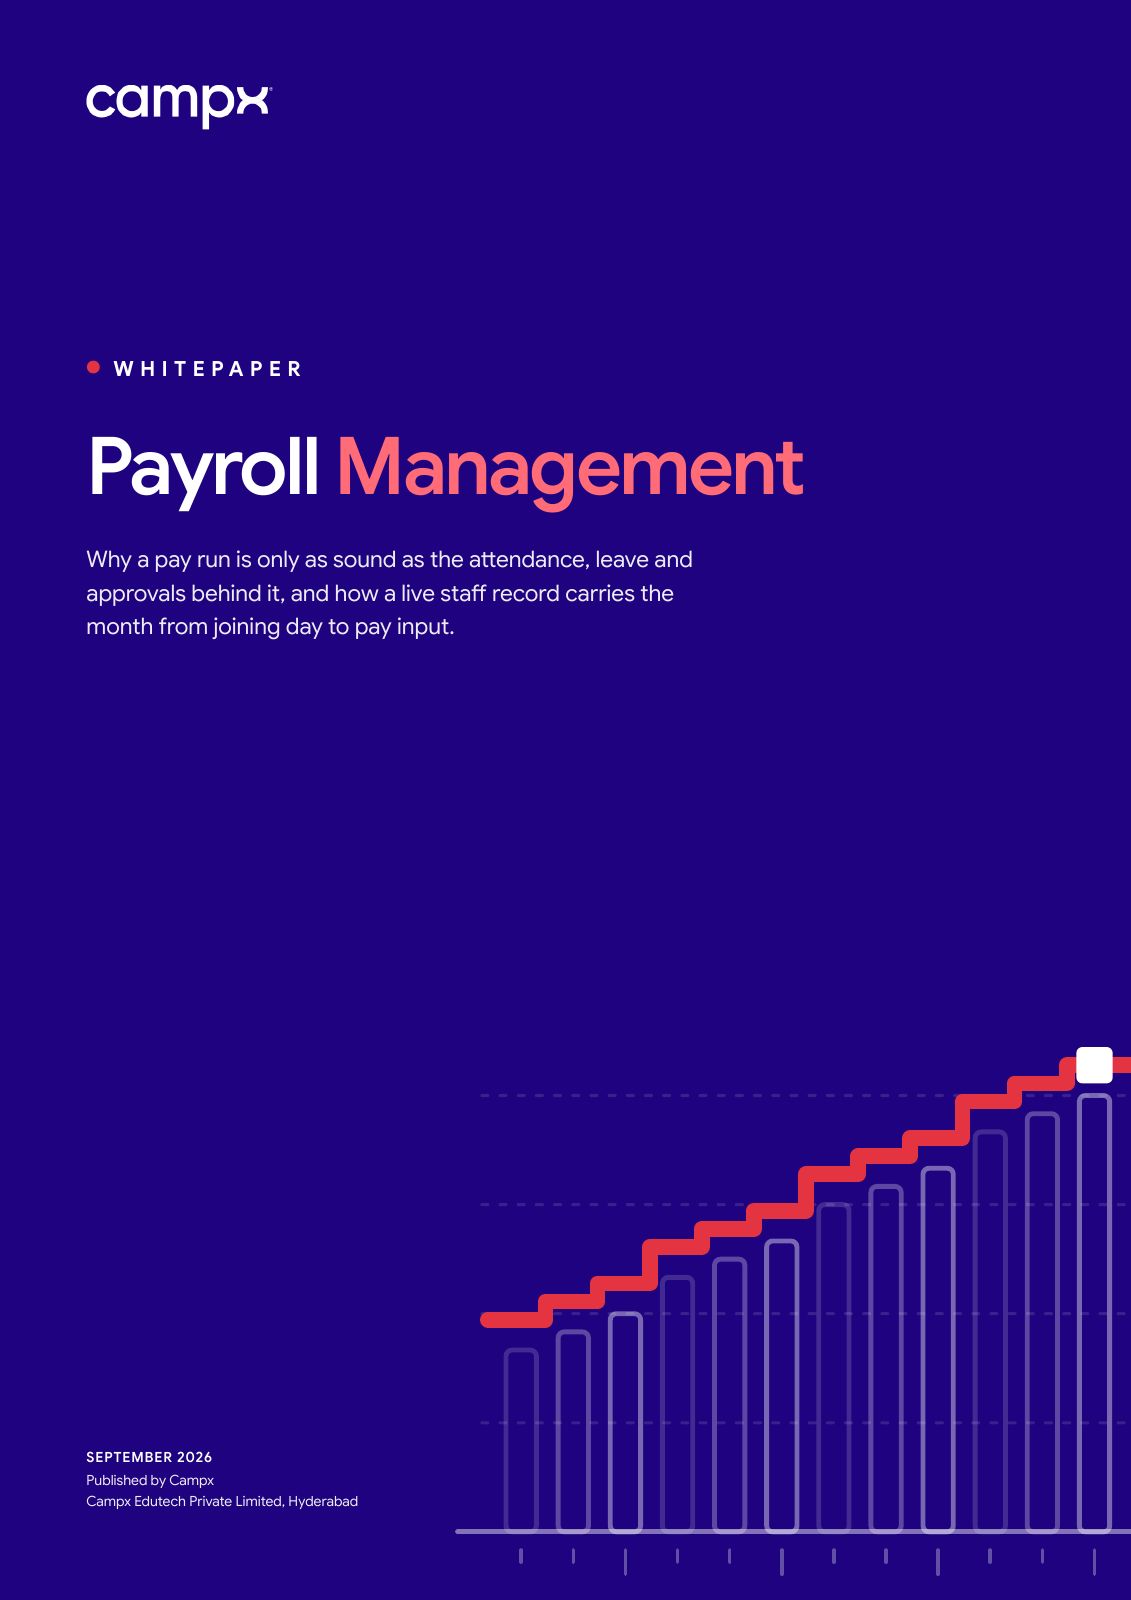 campx
WHITEPAPER
Payroll Management
Why a pay run is only as sound as the attendance, leave and
approvals behind it, and how a live staff record carries the
month from joining day to pay input.
SEPTEMBER 2026
Published by Campx
Campx Edutech Private Limited, Hyderabad